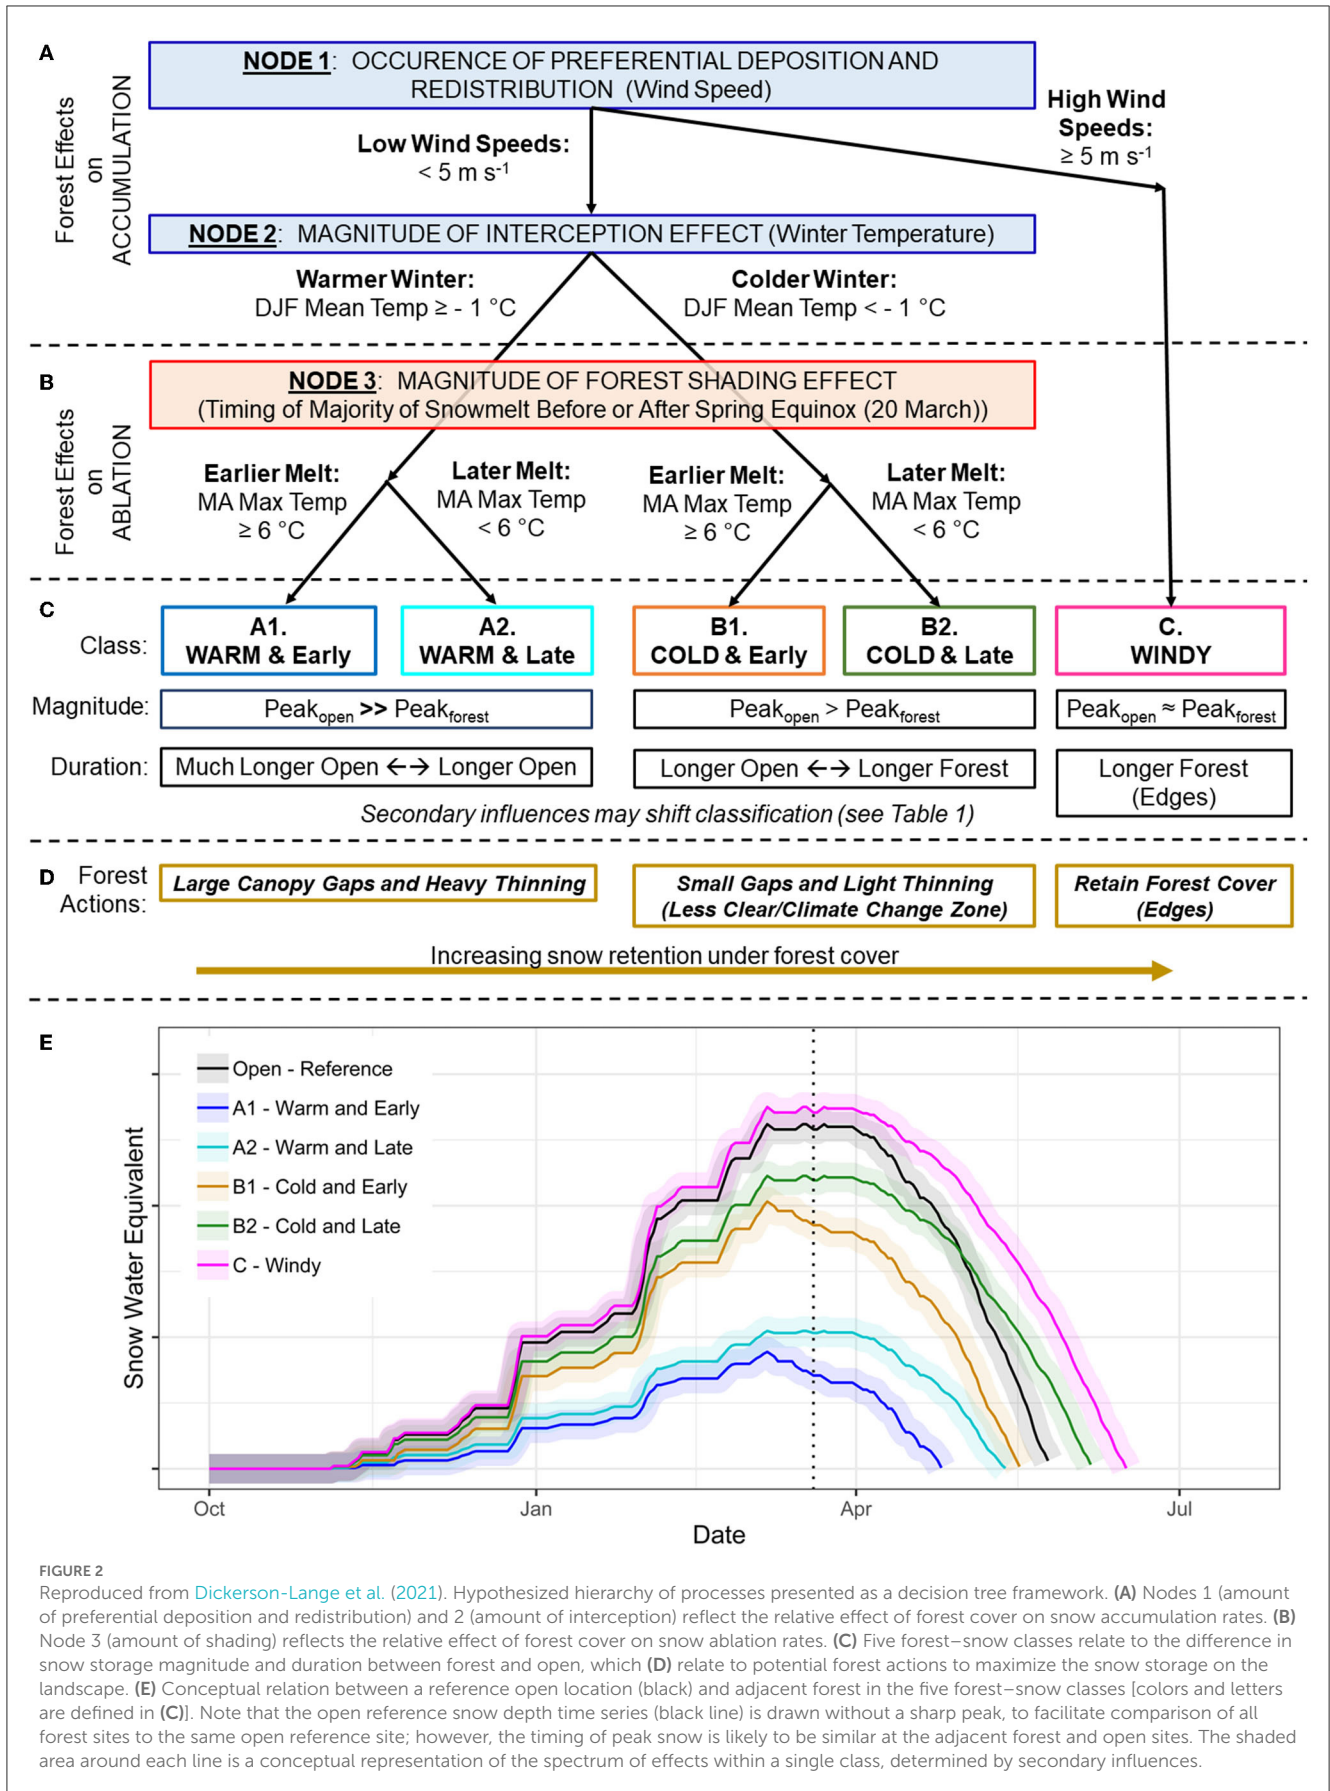 A
Forest Effects
on
ACCUMULATION
NODE 1: OCCURENCE OF PREFERENTIAL DEPOSITION AND
REDISTRIBUTION (Wind Speed)
High Wind
Speeds:
≥ 5 m s-1
Low Wind Speeds:
< 5 m s-1
NODE 2: MAGNITUDE OF INTERCEPTION EFFECT (Winter Temperature)
Warmer Winter:
DJF Mean Temp ≥ - 1 °C
Colder Winter:
DJF Mean Temp < - 1 °C
B
Forest Effects
on
ABLATION
NODE 3: MAGNITUDE OF FOREST SHADING EFFECT
(Timing of Majority of Snowmelt Before or After Spring Equinox (20 March))
Earlier Melt:
MA Max Temp
≥ 6 °C
Later Melt:
MA Max Temp
< 6 °C
Earlier Melt:
MA Max Temp
≥ 6 °C
Later Melt:
MA Max Temp
< 6 °C
C
Class:
A1.
WARM & Early
A2.
WARM & Late
B1.
COLD & Early
B2.
COLD & Late
C.
WINDY
Magnitude:
Peakopen >> Peakforest
Peakopen > Peakforest
Peakopen ≈ Peakforest
Duration:
Much Longer Open ←→ Longer Open
Longer Open ←→ Longer Forest
Longer Forest
(Edges)
Secondary influences may shift classification (see Table 1)
D
Forest
Actions:
Large Canopy Gaps and Heavy Thinning
Small Gaps and Light Thinning
(Less Clear/Climate Change Zone)
Retain Forest Cover
(Edges)
Increasing snow retention under forest cover
E
Snow Water Equivalent
Open - Reference
A1 - Warm and Early
A2 - Warm and Late
B1 - Cold and Early
B2 - Cold and Late
C - Windy
Oct
Jan
Apr
Jul
Date
FIGURE 2
Reproduced from Dickerson-Lange et al. (2021). Hypothesized hierarchy of processes presented as a decision tree framework. (A) Nodes 1 (amount
of preferential deposition and redistribution) and 2 (amount of interception) reflect the relative effect of forest cover on snow accumulation rates. (B)
Node 3 (amount of shading) reflects the relative effect of forest cover on snow ablation rates. (C) Five forest–snow classes relate to the difference in
snow storage magnitude and duration between forest and open, which (D) relate to potential forest actions to maximize the snow storage on the
landscape. (E) Conceptual relation between a reference open location (black) and adjacent forest in the five forest–snow classes [colors and letters
are defined in (C)]. Note that the open reference snow depth time series (black line) is drawn without a sharp peak, to facilitate comparison of all
forest sites to the same open reference site; however, the timing of peak snow is likely to be similar at the adjacent forest and open sites. The shaded
area around each line is a conceptual representation of the spectrum of effects within a single class, determined by secondary influences.